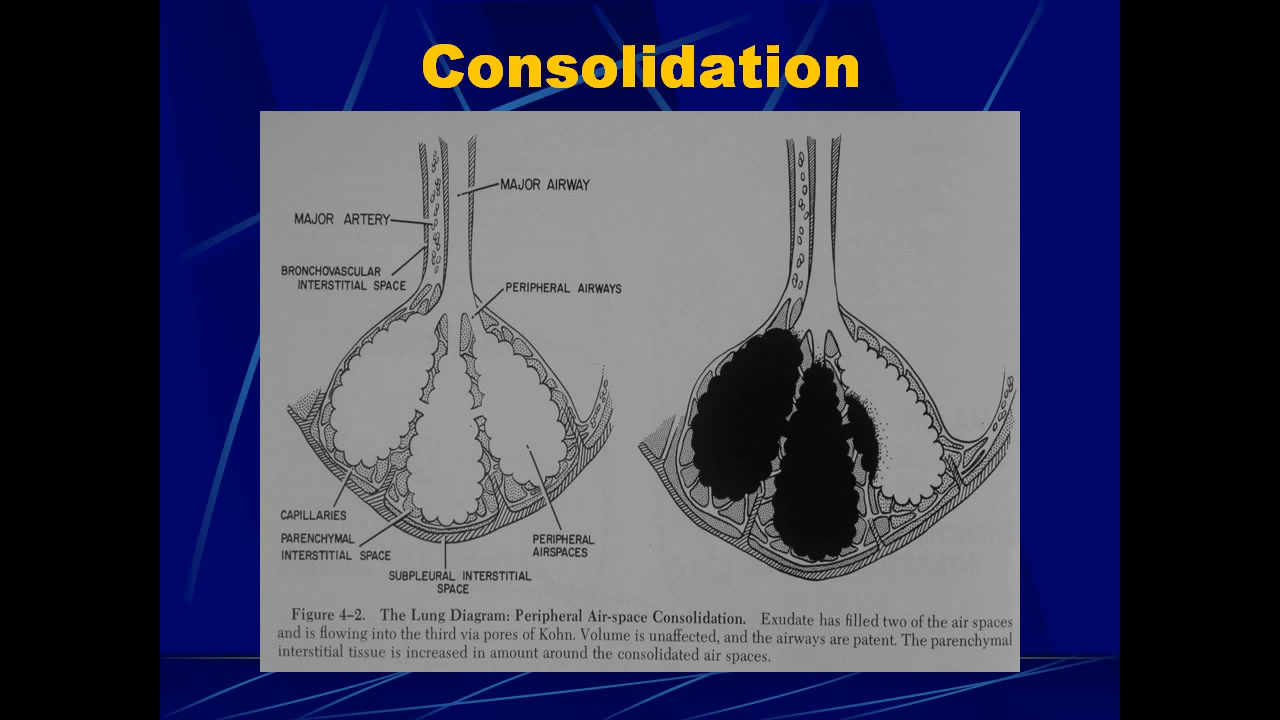 Consolidation
MAJOR AIRWAY
MAJOR ARTERY
BRONCHOVASCULAR
INTERSTITIAL SPACE
PERIPHERAL AIRWAYS
CAPILLARIES
PARENCHYMAL
INTERSTITIAL SPACE
PERIPHERAL
AIRSPACES
SUBPLEURAL INTERSTITIAL
SPACE
Figure 4–2. The Lung Diagram: Peripheral Air-space Consolidation. Exudate has filled two of the air spaces
and is flowing into the third via pores of Kohn. Volume is unaffected, and the airways are patent. The parenchymal
interstitial tissue is increased in amount around the consolidated air spaces.